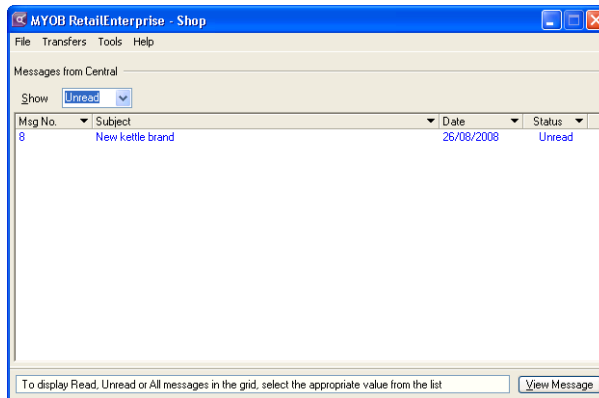 MYOB RetailEnterprise - Shop
File Transfers Tools Help
Messages from Central
Show Unread
Msg No. Subject Date Status
8 New kettle brand 26/08/2008 Unread
To display Read, Unread or All messages in the grid, select the appropriate value from the list View Message